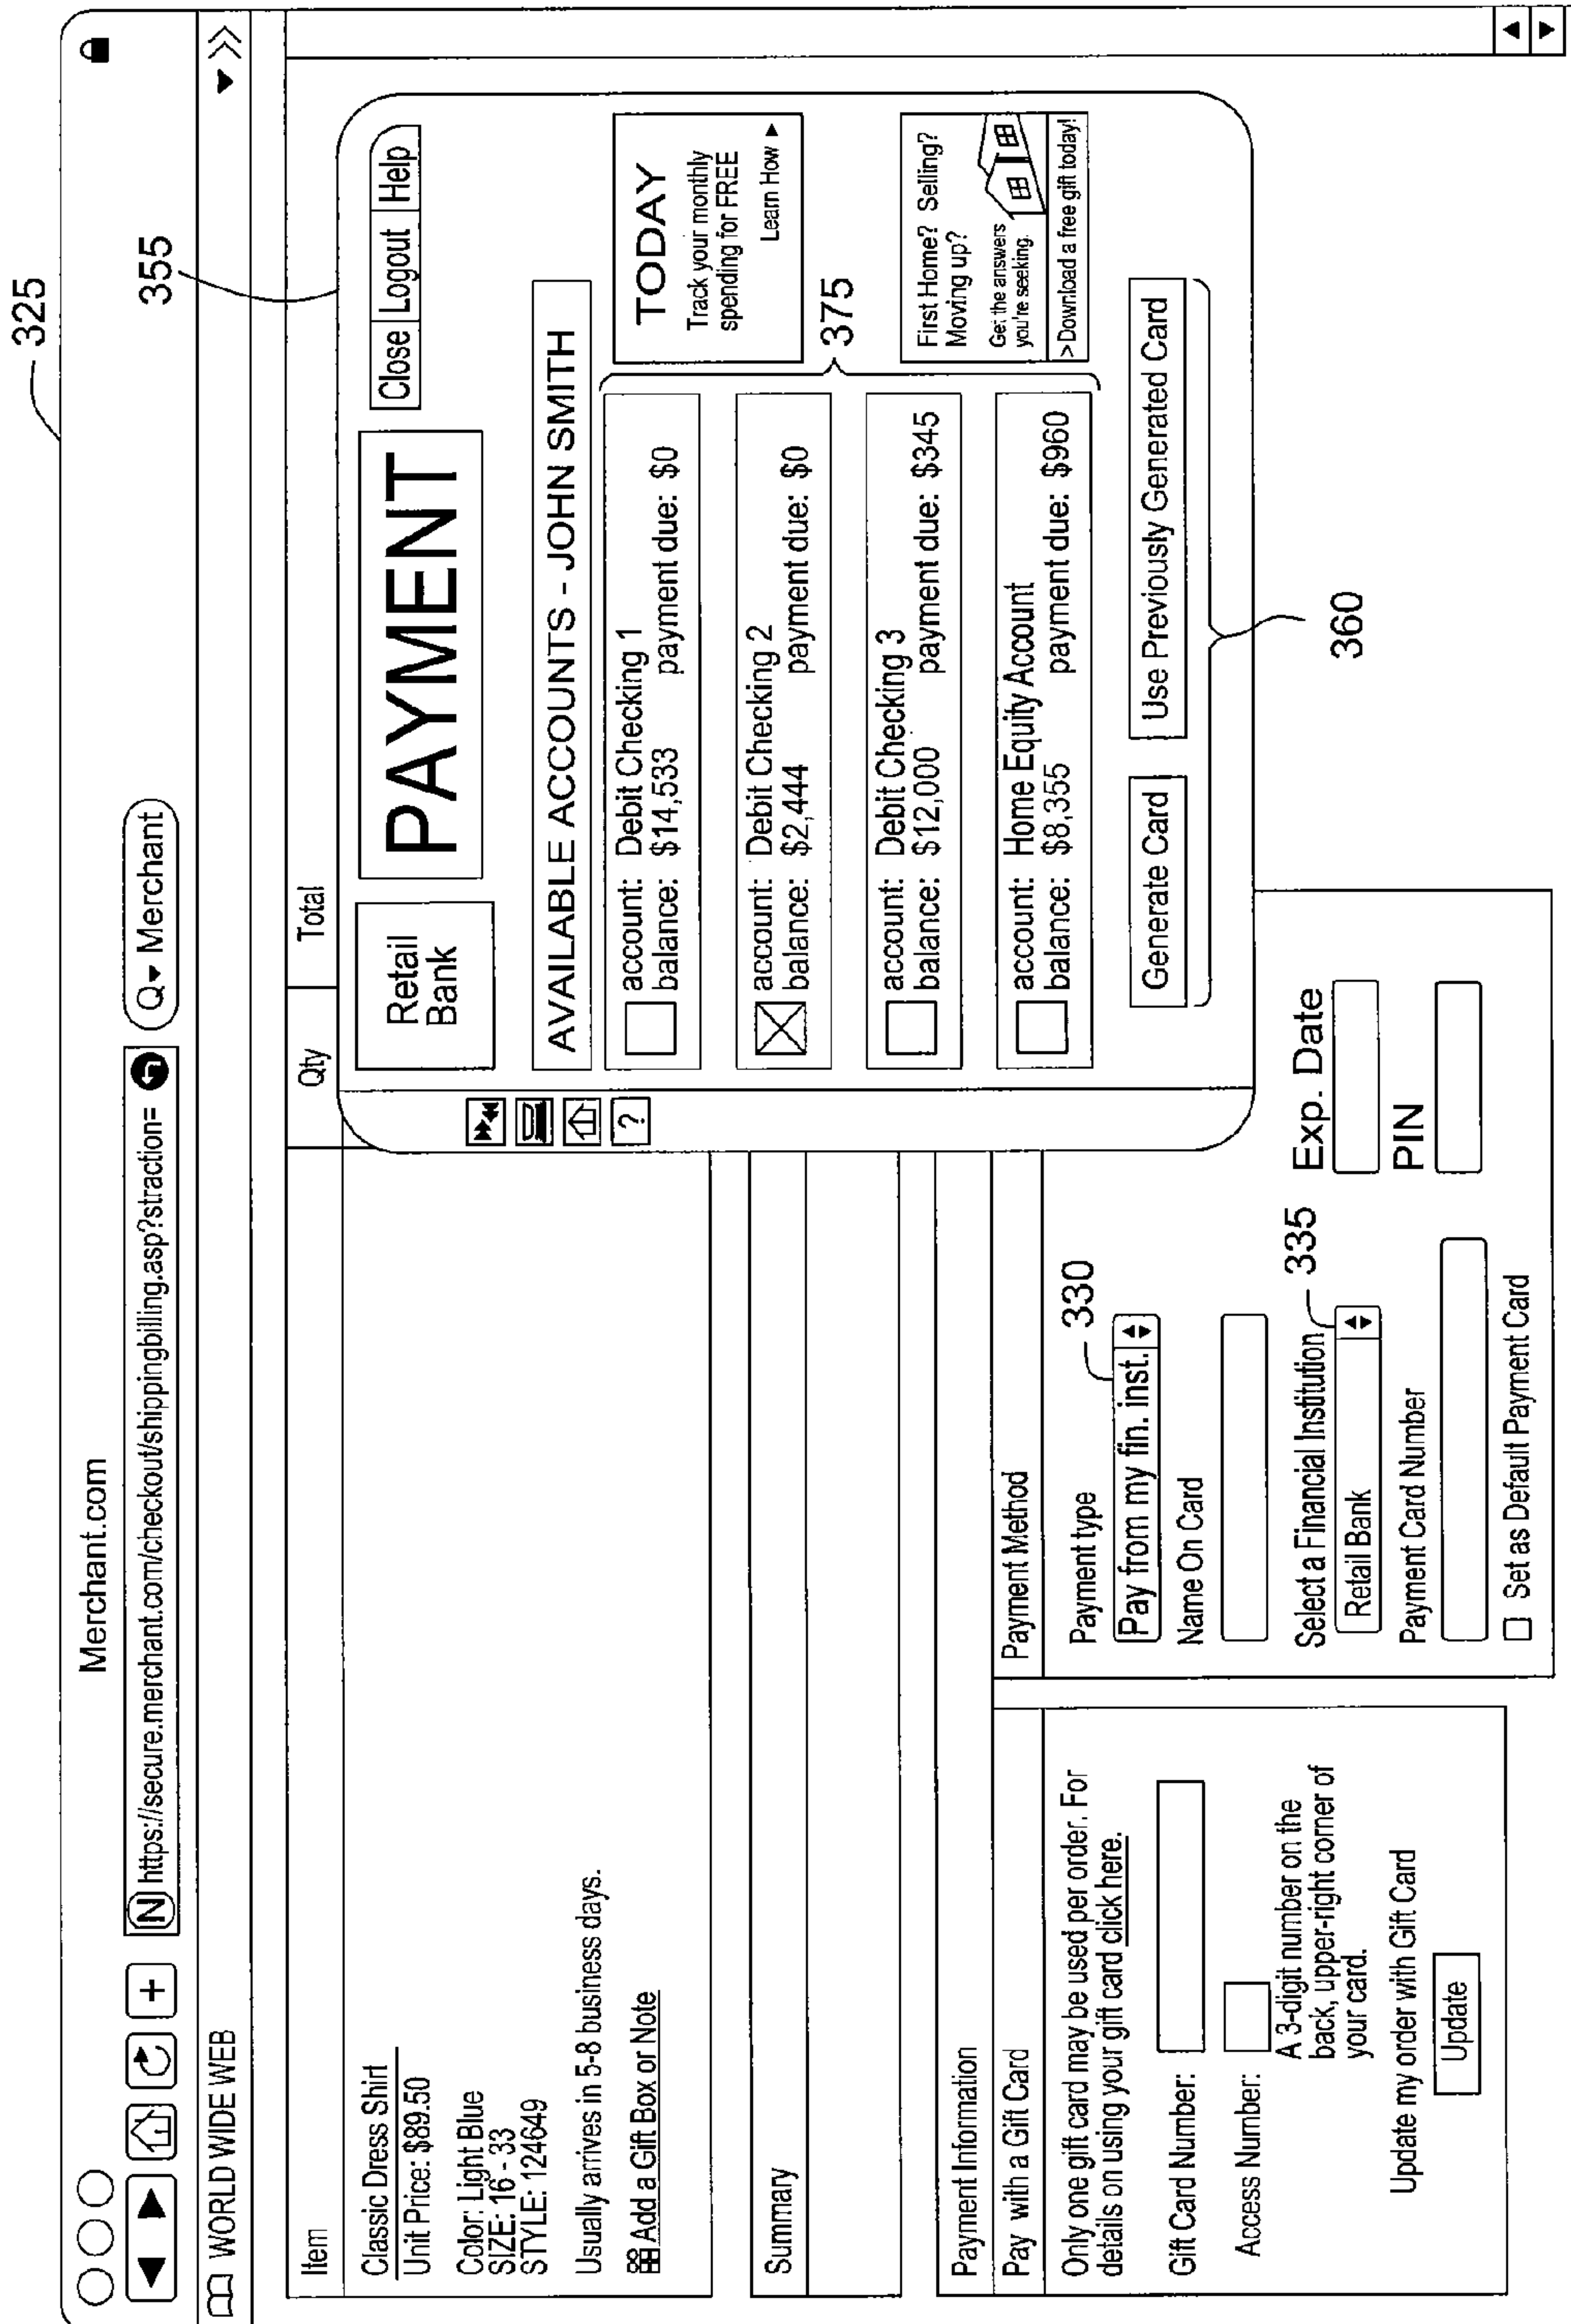 325
Merchant.com
N https://secure.merchant.com/checkout/shippingbilling.asp?straction=
Q Merchant
WORLD WIDE WEB
Item
Qty
Total
Classic Dress Shirt
Unit Price: $89.50
Color: Light Blue
SIZE: 16 - 33
STYLE: 124649
Usually arrives in 5-8 business days.
Add a Gift Box or Note
Summary
355
Close Logout Help
Retail
Bank
PAYMENT
?
AVAILABLE ACCOUNTS - JOHN SMITH
account: Debit Checking 1
balance: $14,533 payment due: $0
account: Debit Checking 2
balance: $2,444 payment due: $0
account: Debit Checking 3
balance: $12,000 payment due: $345
account: Home Equity Account
balance: $8,355 payment due: $960
375
TODAY
Track your monthly
spending for FREE
Learn How ►
First Home? Selling?
Moving up?
Get the answers
you're seeking.
>Download a free gift today!
Generate Card
Use Previously Generated Card
360
Payment Information
Pay with a Gift Card
Only one gift card may be used per order. For
details on using your gift card click here.
Gift Card Number:
Access Number:
A 3-digit number on the
back, upper-right corner of
your card.
Update my order with Gift Card
Update
Payment Method
Payment type
330
Pay from my fin. inst.
Name On Card
Select a Financial Institution
335
Retail Bank
Exp. Date
Payment Card Number
PIN
Set as Default Payment Card